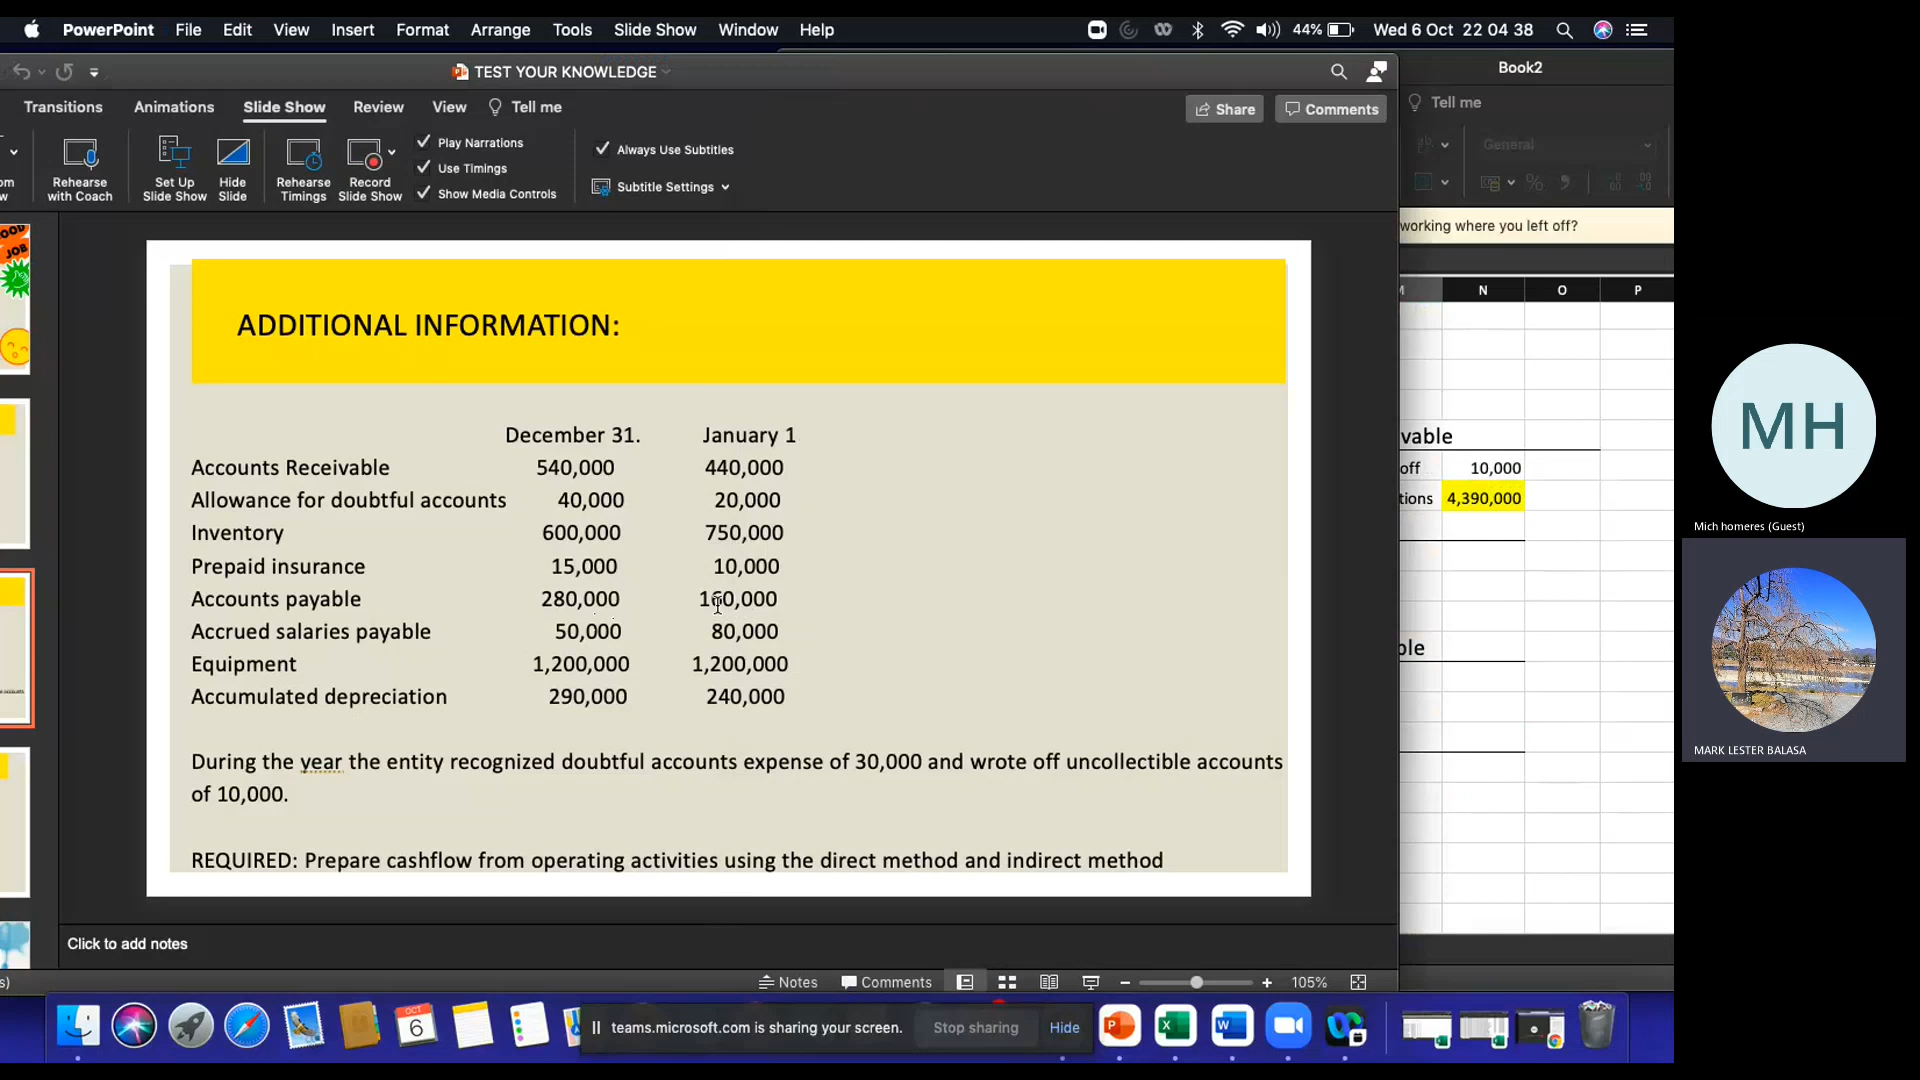 PowerPoint File Edit View Insert Format Arrange Tools Slide Show Window Help 44% Wed 6 Oct 22 04 38
TEST YOUR KNOWLEDGE
Book2
Transitions Animations Slide Show Review View Tell me
Share Comments
Tell me
Rehearse with Coach
Set Up Slide Show
Hide Slide
Rehearse Timings
Record Slide Show
Play Narrations
Use Timings
Show Media Controls
Always Use Subtitles
Subtitle Settings
General
working where you left off?
N O P
GOOD
JOB
ADDITIONAL INFORMATION:
December 31. January 1
Accounts Receivable 540,000 440,000
Allowance for doubtful accounts 40,000 20,000
Inventory 600,000 750,000
Prepaid insurance 15,000 10,000
Accounts payable 280,000
Accrued salaries payable 50,000 80,000
Equipment 1,200,000 1,200,000
Accumulated depreciation 290,000 240,000
During the year the entity recognized doubtful accounts expense of 30,000 and wrote off uncollectible accounts
of 10,000.
REQUIRED: Prepare cashflow from operating activities using the direct method and indirect method
vable
off 10,000
tions 4,390,000
ble
MH
Mich homeres (Guest)
MARK LESTER BALASA
Click to add notes
s) Notes Comments 105%
OCT
6
teams.microsoft.com is sharing your screen. Stop sharing Hide